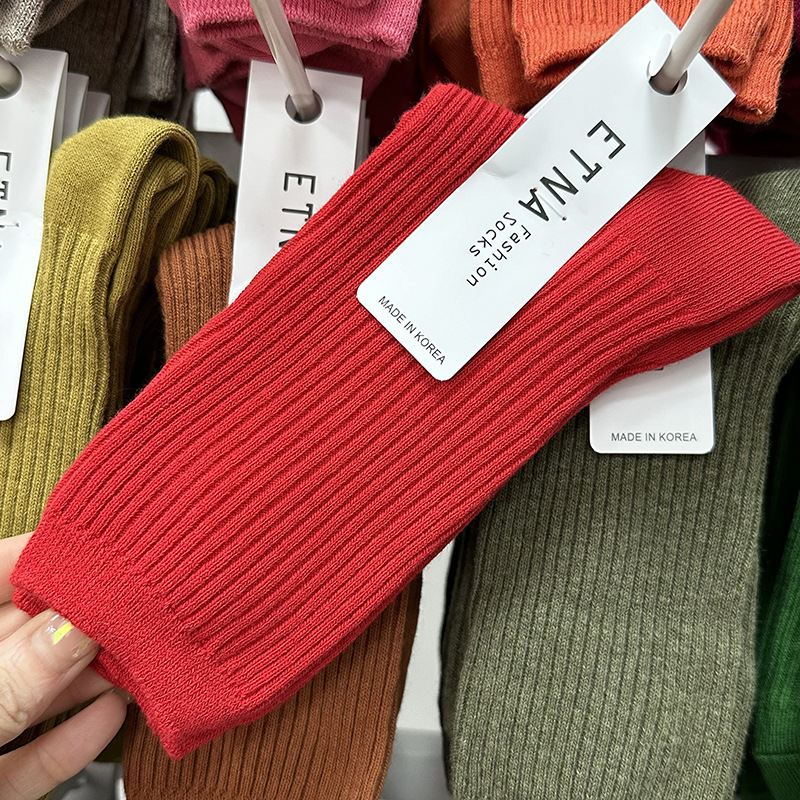 ETNA
Fashion
Socks
MADE IN KOREA
ETN
MADE IN KOREA